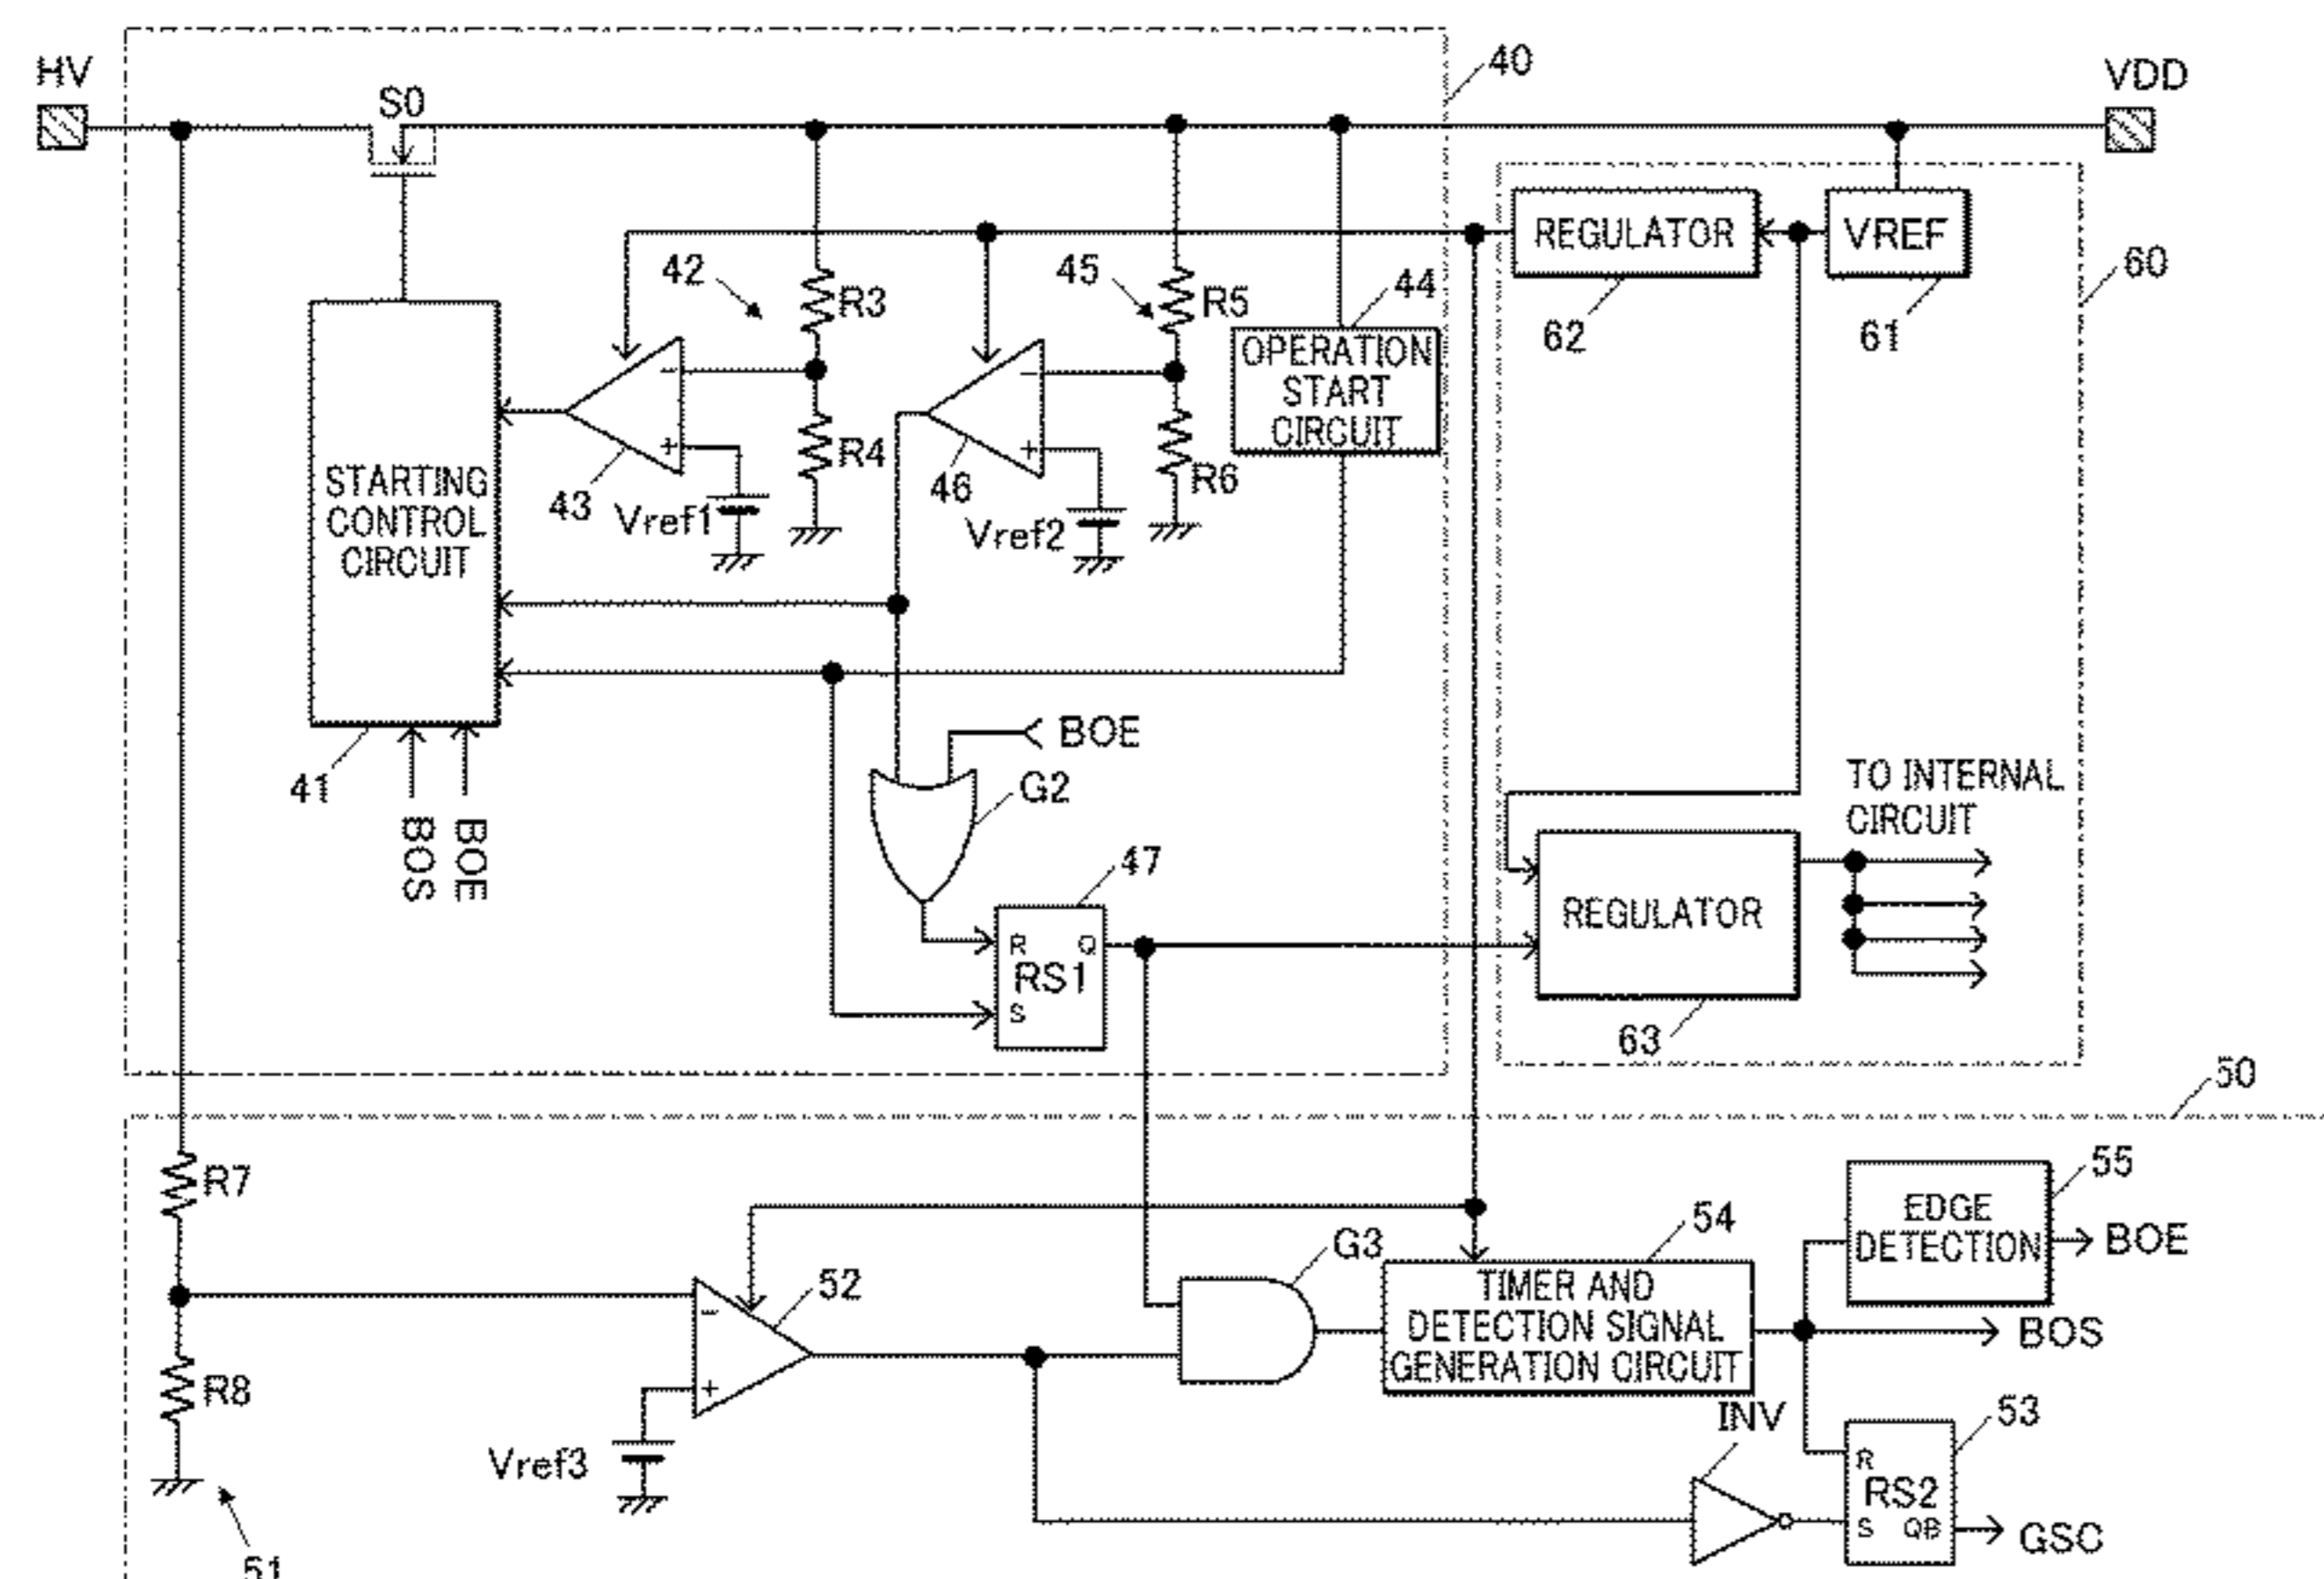 HV
S0
40
VDD
REGULATOR
VREF
60
42
R3
45
R5
44
62
61
OPERATION
START
CIRCUIT
R4
R6
43
46
Vref1
Vref2
STARTING
CONTROL
CIRCUIT
41
BOS
BOE
BOE
G2
47
R
Q
RS1
S
TO INTERNAL
CIRCUIT
REGULATOR
63
50
R7
R8
51
52
Vref3
G3
54
TIMER AND
DETECTION SIGNAL
GENERATION CIRCUIT
55
EDGE
DETECTION
BOE
BOS
INV
53
R
RS2
S
QB
GSC